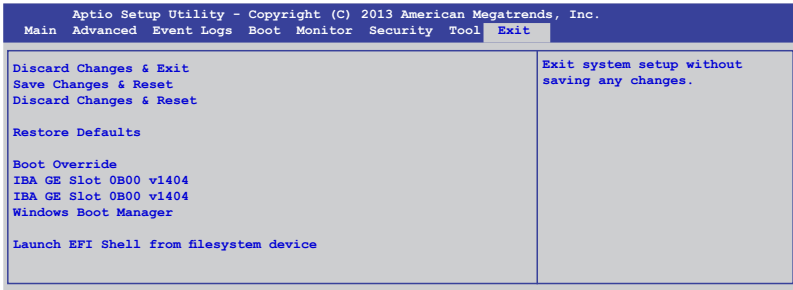 Aptio Setup Utility - Copyright (C) 2013 American Megatrends, Inc.
Main Advanced Event Logs Boot Monitor Security Tool Exit
Discard Changes & Exit
Save Changes & Reset
Discard Changes & Reset
Restore Defaults
Boot Override
IBA GE Slot 0B00 v1404
IBA GE Slot 0B00 v1404
Windows Boot Manager
Launch EFI Shell from filesystem device
Exit system setup without
saving any changes.